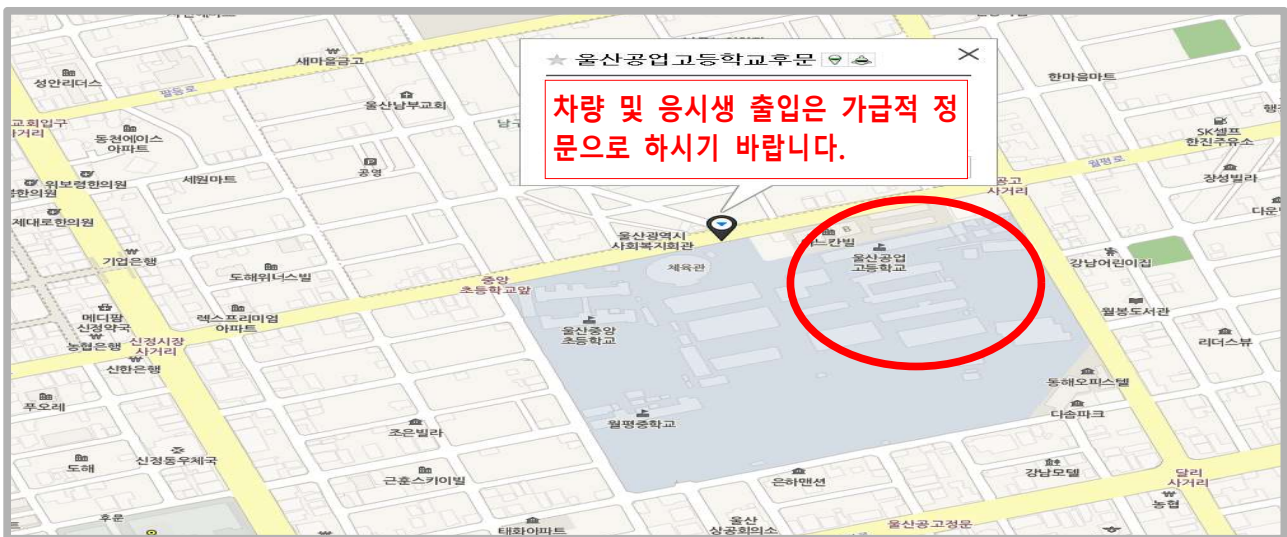 새마을금고
성안리더스
팔등로
울산남부교회
교회입구
동천에이스
아파트
공영
위보령한의원
세원마트
제대로한의원
기업은행
도해위너스빌
메디팜
신정약국
렉스프리미엄
아파트
농협은행
신정시장
사거리
신한은행
푸오레
도해
신정동우체국
후문
조은빌라
근훈스카이빌
태화아파트
★ 울산공업고등학교후문
차량 및 응시생 출입은 가급적 정
문으로 하시기 바랍니다.
한마음마트
SK셀프
한진주유소
월평로
장성빌라
공고
사거리
울산광역시
사회복지회관
체육관
중앙
초등학교앞
울산공업
고등학교
울산중앙
초등학교
월평중학교
강남어린이집
월봉도서관
리더스뷰
동해오피스텔
다솜파크
강남모텔
달리
사거리
농협
은하맨션
울산
상공회의소
울산공고정문